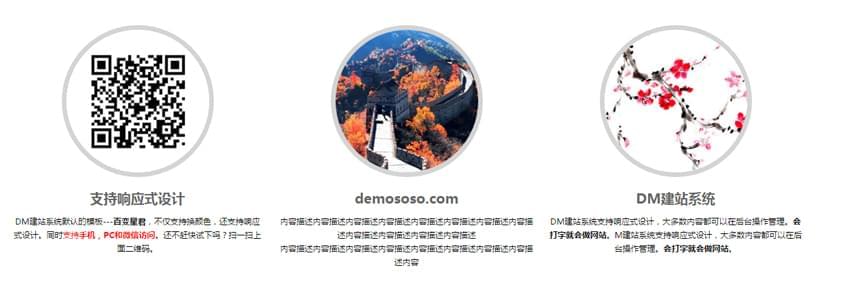 支持响应式设计
DM建站系统默认的模板---百变星君，不仅支持换颜色，还支持响应
式设计。同时支持手机，PC和微信访问。还不赶快试下吗？扫一扫上
面二维码。
demososo.com
内容描述内容描述内容描述内容描述内容描述内容描述内容描述内容描
述内容描述内容描述内容描述内容描述
内容描述内容描述内容描述内容描述内容描述内容描述内容描述内容描
述内容
DM建站系统
DM建站系统支持响应式设计，大多数内容都可以在后台操作管理。会
打字就会做网站。M建站系统支持响应式设计，大多数内容都可以在后
台操作管理。会打字就会做网站。